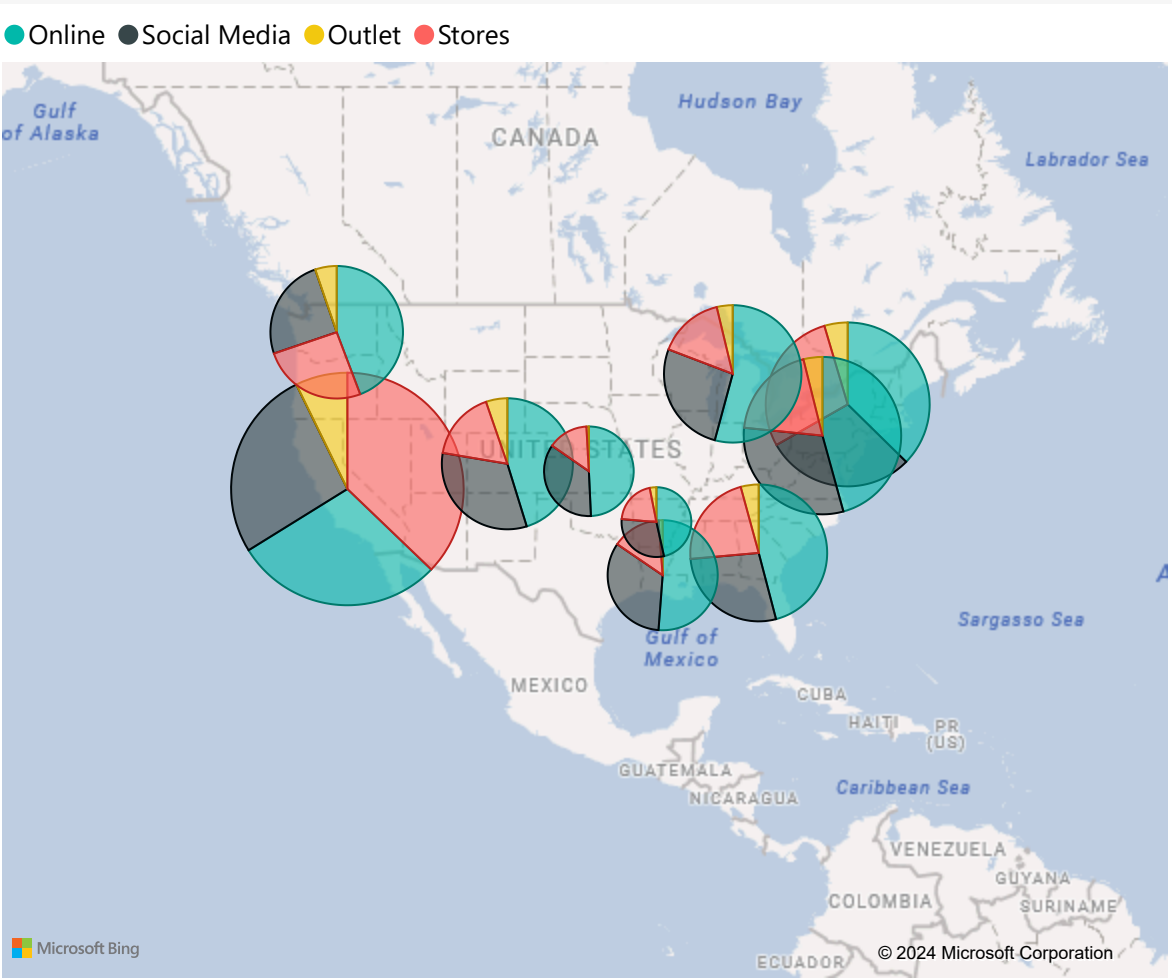 Online Social Media Outlet Stores
Gulf
of Alaska
Hudson Bay
CANADA
Labrador Sea
UNITED STATES
Sargasso Sea
Gulf of
Mexico
MEXICO
CUBA
HAITI
PR
(US)
GUATEMALA
Caribbean Sea
NICARAGUA
VENEZUELA
GUYANA
COLOMBIA
SURINAME
Microsoft Bing
© 2024 Microsoft Corporation
ECUADOR